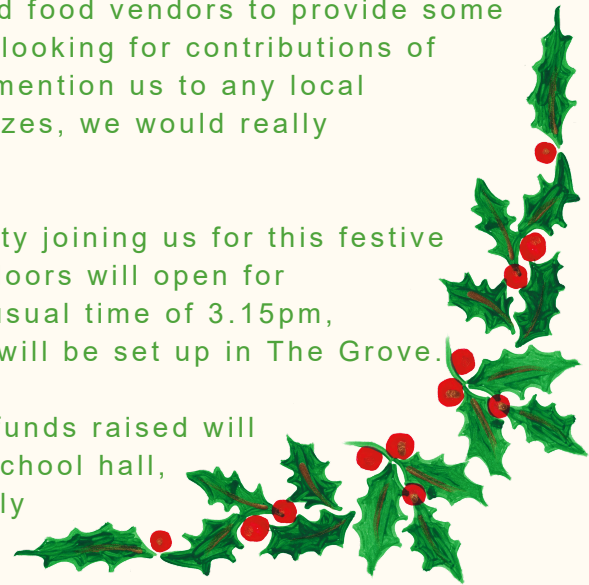 d food vendors to provide some
looking for contributions of
mention us to any local
zes, we would really
ty joining us for this festive
oors will open for
usual time of 3.15pm,
will be set up in The Grove.
funds raised will
chool hall,
ly